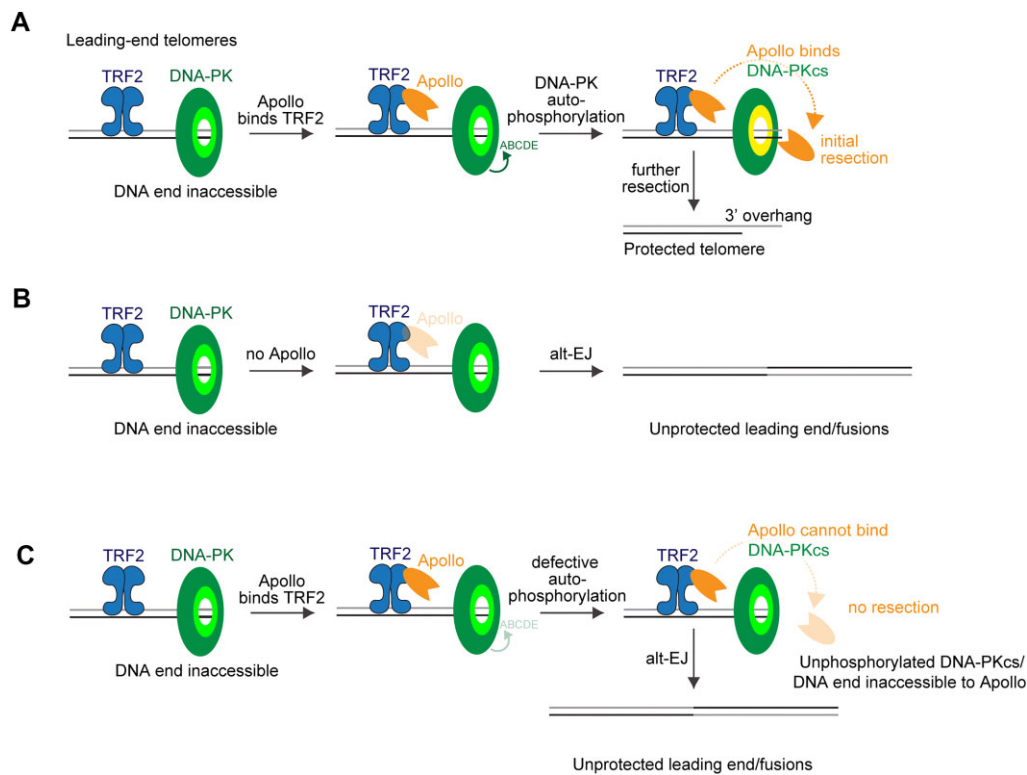 A
Leading-end telomeres
TRF2
DNA-PK
DNA end inaccessible
Apollo
binds TRF2
TRF2
Apollo
ABCDE
DNA-PK
auto-
phosphorylation
TRF2
Apollo binds
DNA-PKcs
initial
resection
further
resection
3’ overhang
Protected telomere
B
TRF2
DNA-PK
DNA end inaccessible
no Apollo
TRF2
Apollo
alt-EJ
Unprotected leading end/fusions
C
TRF2
DNA-PK
DNA end inaccessible
Apollo
binds TRF2
TRF2
Apollo
ABCDE
defective
auto-
phosphorylation
TRF2
Apollo cannot bind
DNA-PKcs
no resection
Unphosphorylated DNA-PKcs/
DNA end inaccessible to Apollo
alt-EJ
Unprotected leading end/fusions